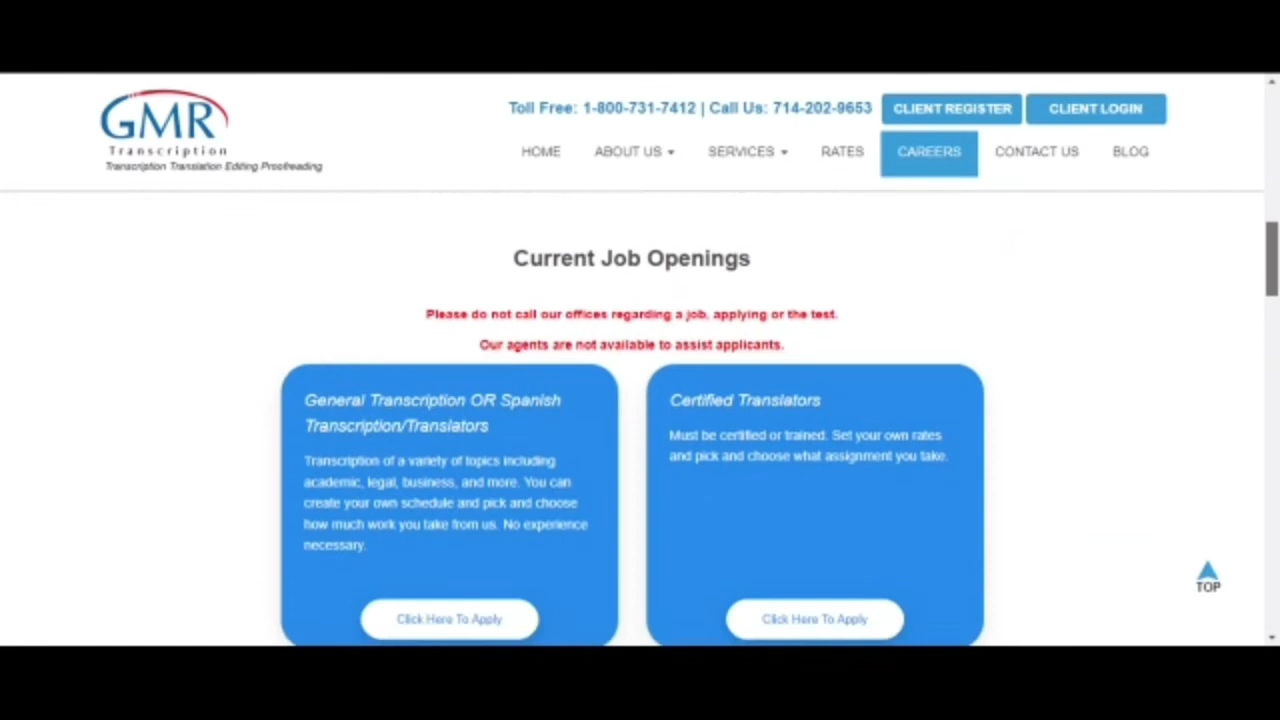 GMR
Transcription
Transcription Translation Editing Proofreading
Toll Free: 1-800-731-7412 | Call Us: 714-202-9653
CLIENT REGISTER
CLIENT LOGIN
HOME
ABOUT US
SERVICES
RATES
CAREERS
CONTACT US
BLOG
Current Job Openings
Please do not call our offices regarding a job, applying or the test.
Our agents are not available to assist applicants.
General Transcription OR Spanish
Transcription/Translators
Transcription of a variety of topics including
academic, legal, business, and more. You can
create your own schedule and pick and choose
how much work you take from us. No experience
necessary.
Click Here To Apply
Certified Translators
Must be certified or trained. Set your own rates
and pick and choose what assignment you take.
Click Here To Apply
TOP